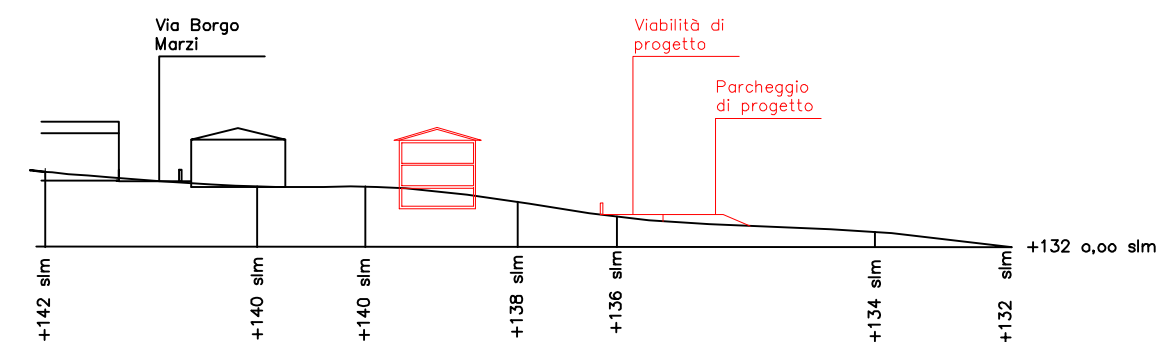 Via Borgo
Marzi
Viabilità di
progetto
Parcheggio
di progetto
+132 0,00 slm
+142 slm
+140 slm
+140 slm
+138 slm
+136 slm
+134 slm
+132 slm